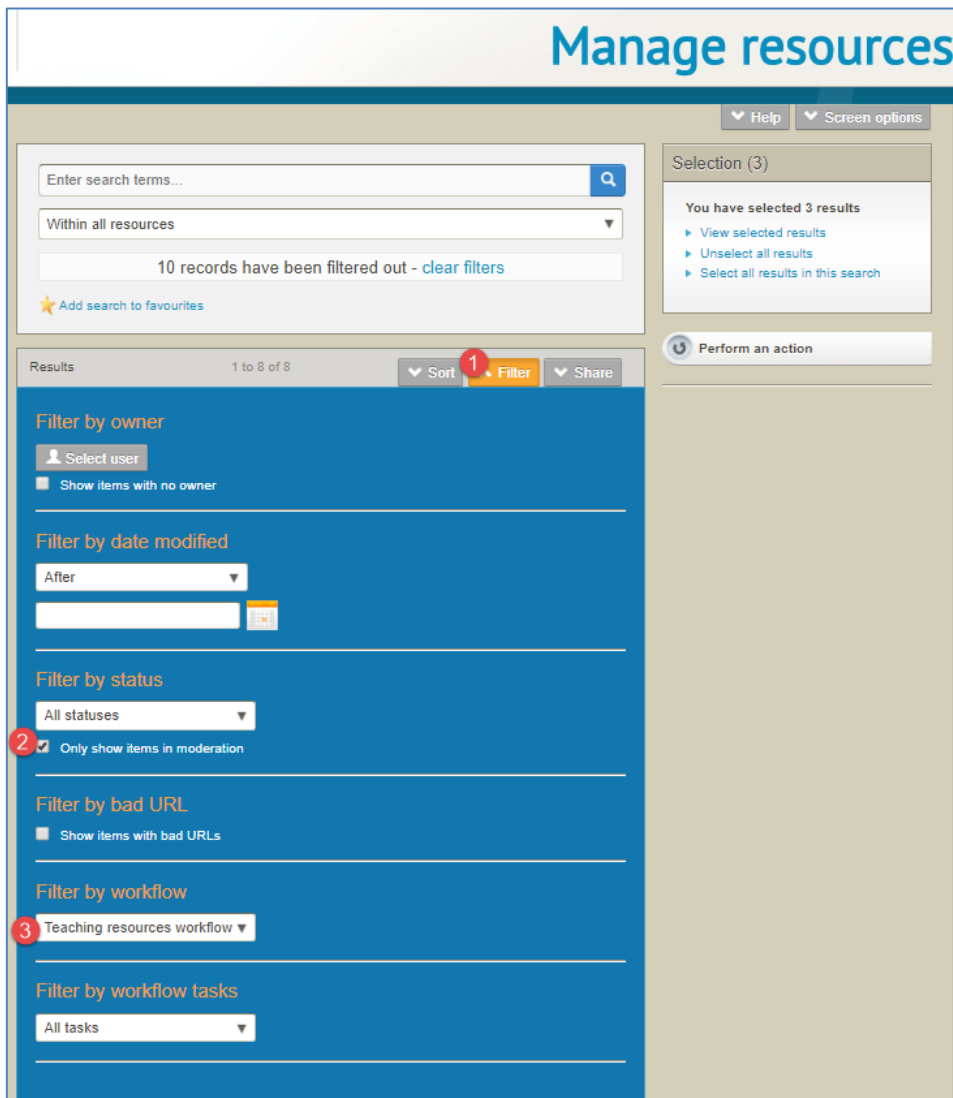 Manage resources
Help
Screen options
Enter search terms...
Within all resources
10 records have been filtered out - clear filters
Add search to favourites
Selection (3)
You have selected 3 results
View selected results
Unselect all results
Select all results in this search
Perform an action
Results
1 to 8 of 8
Sort
1
Filter
Share
Filter by owner
Select user
Show items with no owner
Filter by date modified
After
Filter by status
All statuses
2
Only show items in moderation
Filter by bad URL
Show items with bad URLs
Filter by workflow
3
Teaching resources workflow
Filter by workflow tasks
All tasks